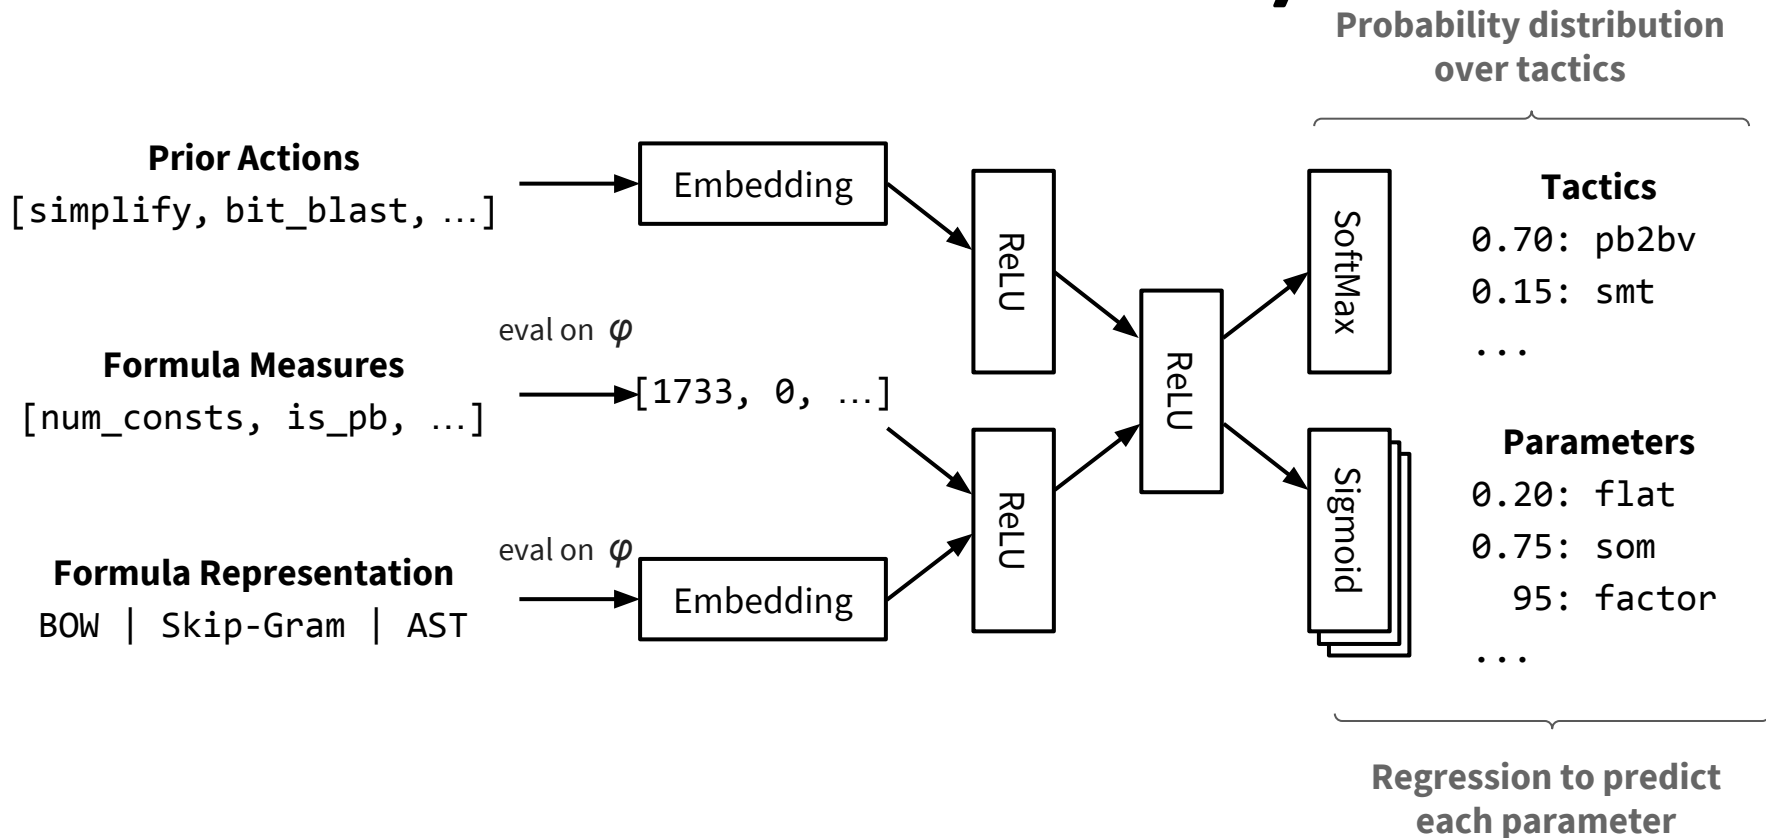 Probability distribution
over tactics
Prior Actions
[simplify, bit_blast, …]
Embedding
ReLU
SoftMax
Tactics
0.70: pb2bv
0.15: smt
...
eval on φ
Formula Measures
[num_consts, is_pb, …]
[1733, 0, …]
ReLU
ReLU
Sigmoid
Parameters
0.20: flat
0.75: som
95: factor
...
eval on φ
Formula Representation
BOW | Skip-Gram | AST
Embedding
Regression to predict
each parameter